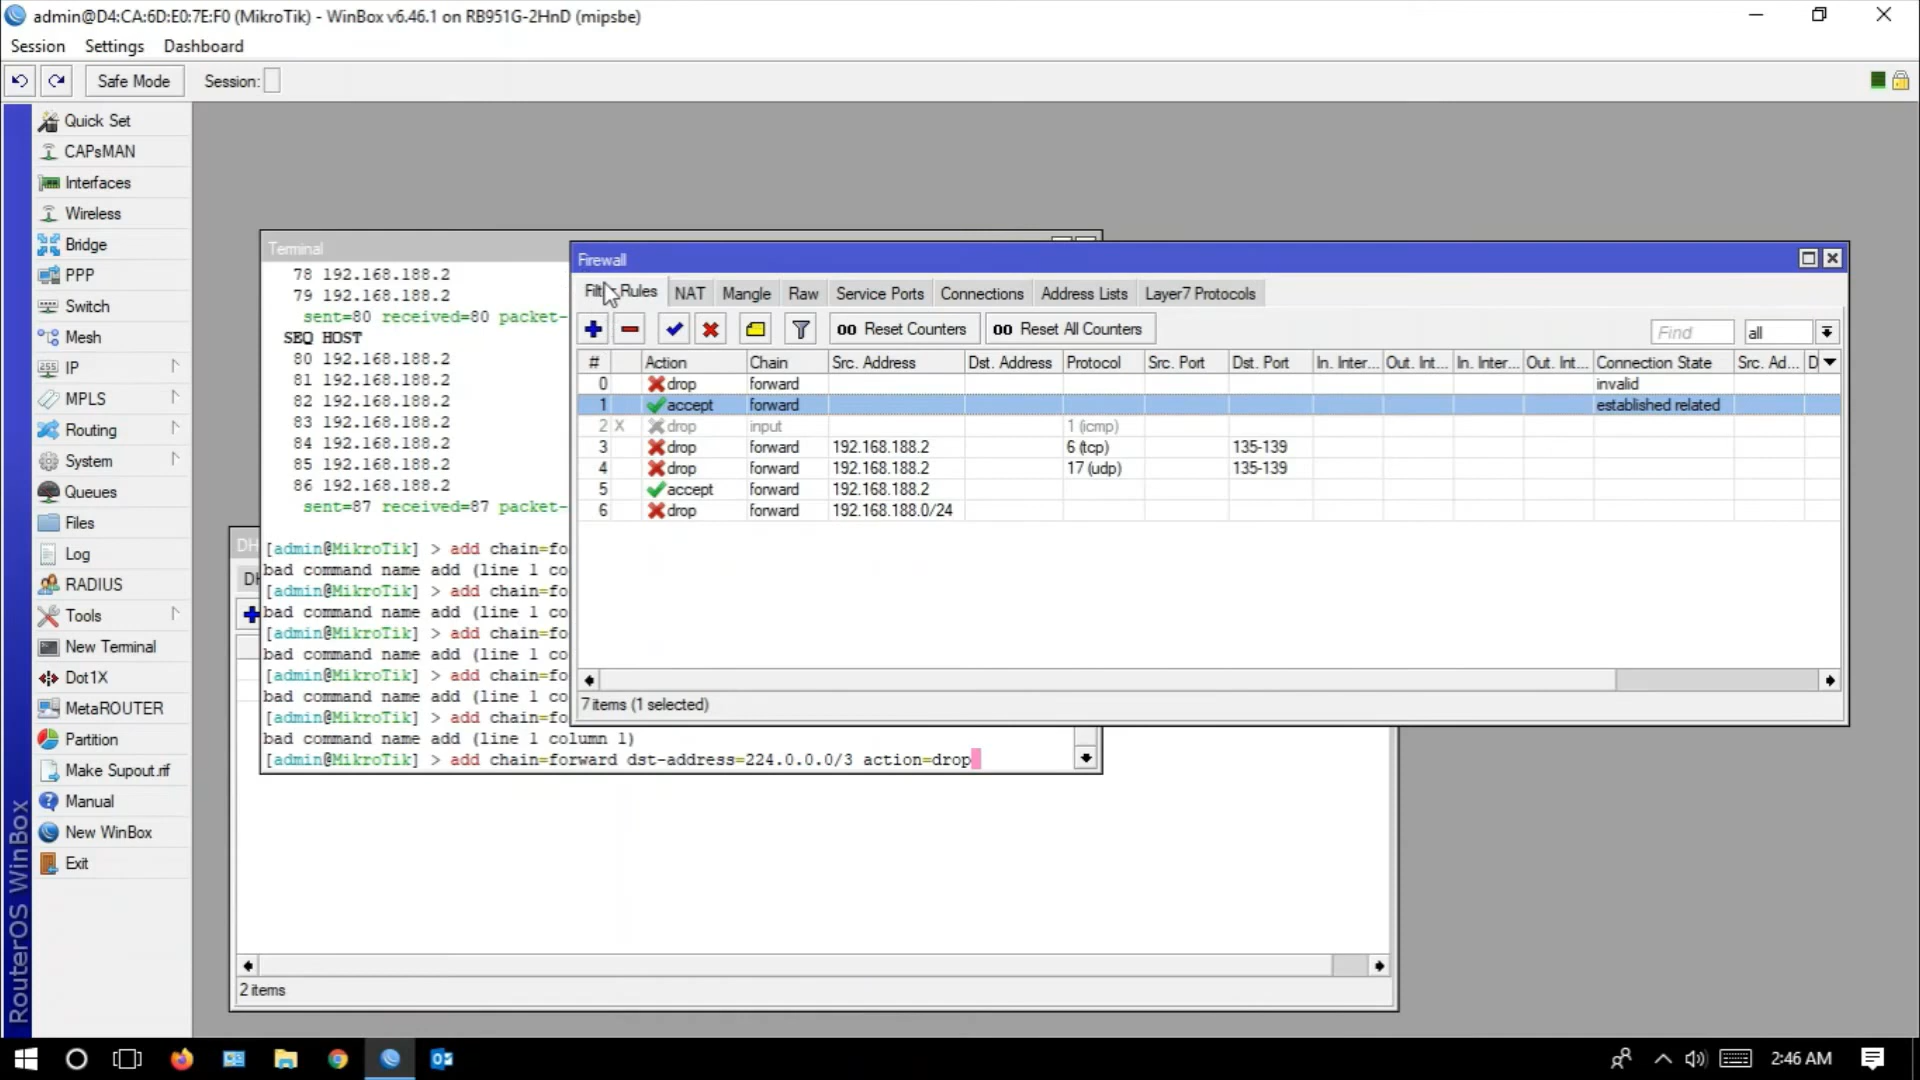 admin@D4:CA:6D:E0:7E:F0 (MikroTik) - WinBox v6.46.1 on RB951G-2HnD (mipsbe)
Session Settings Dashboard
Safe Mode Session:
Quick Set
CAPsMAN
Interfaces
Wireless
Bridge
PPP
Switch
Mesh
IP
MPLS
Routing
System
Queues
Files
Log
RADIUS
Tools
New Terminal
Dot1X
MetaROUTER
Partition
Make Supout.rif
Manual
New WinBox
Exit
RouterOS WinBox
Terminal
78 192.168.188.2
79 192.168.188.2
sent=80 received=80 packet-
SEQ HOST
80 192.168.188.2
81 192.168.188.2
82 192.168.188.2
83 192.168.188.2
84 192.168.188.2
85 192.168.188.2
86 192.168.188.2
sent=87 received=87 packet-
[admin@MikroTik] > add chain=fo
bad command name add (line 1 co
[admin@MikroTik] > add chain=fo
bad command name add (line 1 co
[admin@MikroTik] > add chain=fo
bad command name add (line 1 co
[admin@MikroTik] > add chain=fo
bad command name add (line 1 co
[admin@MikroTik] > add chain=fo
bad command name add (line 1 column 1)
[admin@MikroTik] > add chain=forward dst-address=224.0.0.0/3 action=drop
Firewall
Rules NAT Mangle Raw Service Ports Connections Address Lists Layer7 Protocols
00 Reset Counters 00 Reset All Counters Find all
# Action Chain Src. Address Dst. Address Protocol Src. Port Dst. Port In. Inter... Out. Int... In. Inter... Out. Int... Connection State Src. Ad... D
0 drop forward invalid
1 accept forward established related
2 X drop input 1 (icmp)
3 drop forward 192.168.188.2 6 (tcp) 135-139
4 drop forward 192.168.188.2 17 (udp) 135-139
5 accept forward 192.168.188.2
6 drop forward 192.168.188.0/24
7 items (1 selected)
DH
DH
2 items
2:46 AM